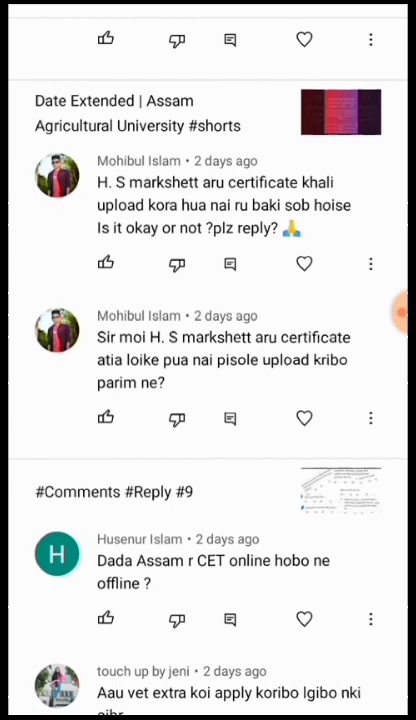 Date Extended | Assam
Agricultural University #shorts
Mohibul Islam • 2 days ago
H. S markshett aru certificate khali
upload kora hua nai ru baki sob hoise
Is it okay or not ?plz reply? 🙏
Mohibul Islam • 2 days ago
Sir moi H. S markshett aru certificate
atia loike pua nai pisole upload kribo
parim ne?
#Comments #Reply #9
H
Husenur Islam • 2 days ago
Dada Assam r CET online hobo ne
offline ?
touch up by jeni • 2 days ago
Aau vet extra koi apply koribo lgibo nki